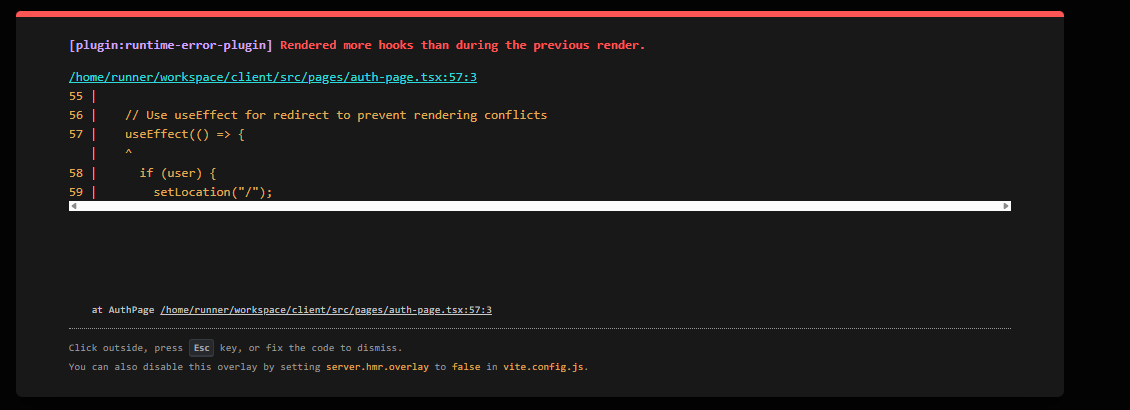 [plugin:runtime-error-plugin] Rendered more hooks than during the previous render.
/home/runner/workspace/client/src/pages/auth-page.tsx:57:3
55 |
56 |    // Use useEffect for redirect to prevent rendering conflicts
57 |    useEffect(() => {
   |    ^
58 |      if (user) {
59 |        setLocation("/");
at AuthPage /home/runner/workspace/client/src/pages/auth-page.tsx:57:3
Click outside, press Esc key, or fix the code to dismiss.
You can also disable this overlay by setting server.hmr.overlay to false in vite.config.js.